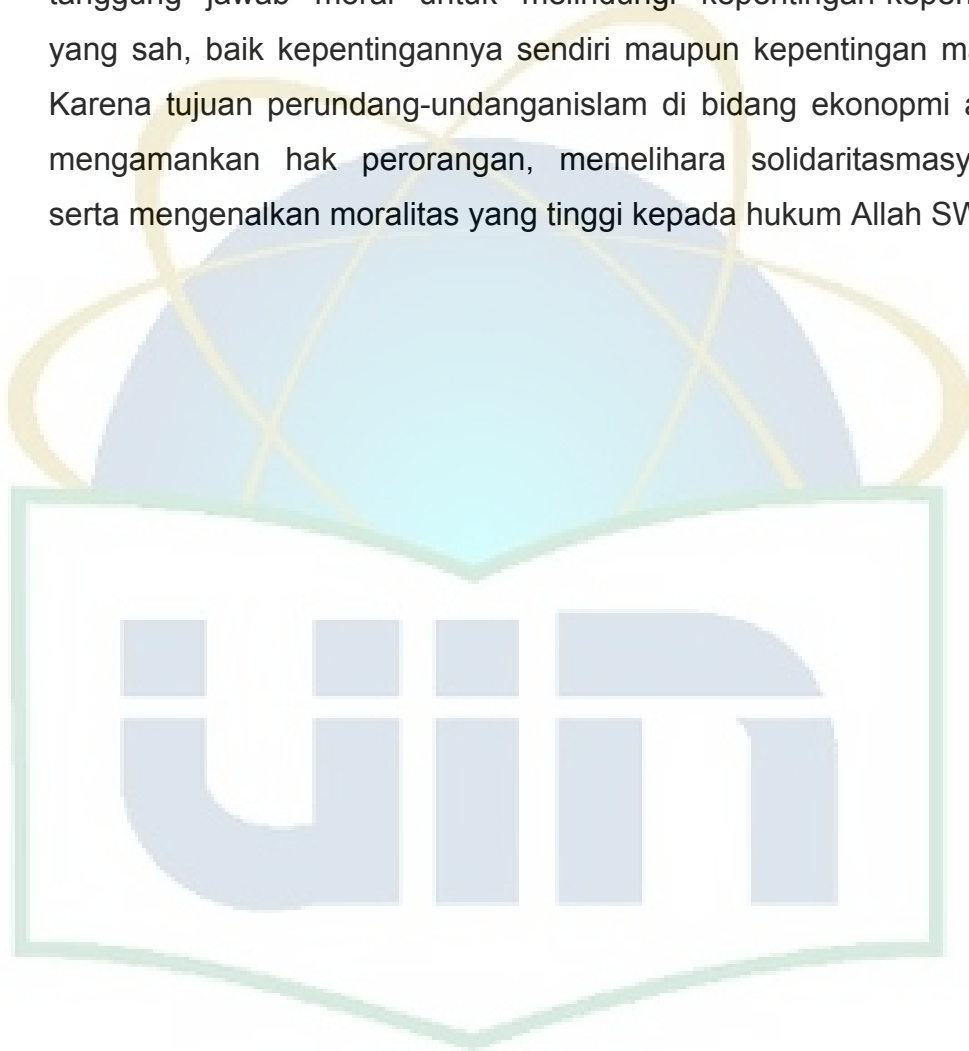 tanggung jawab moral untuk melindungi kepentingan-kepen
yang sah, baik kepentingannya sendiri maupun kepentingan m
Karena tujuan perundang-undanganislam di bidang ekonopmi a
mengamankan hak perorangan, memelihara solidaritasmasy
serta mengenalkan moralitas yang tinggi kepada hukum Allah SW
uin